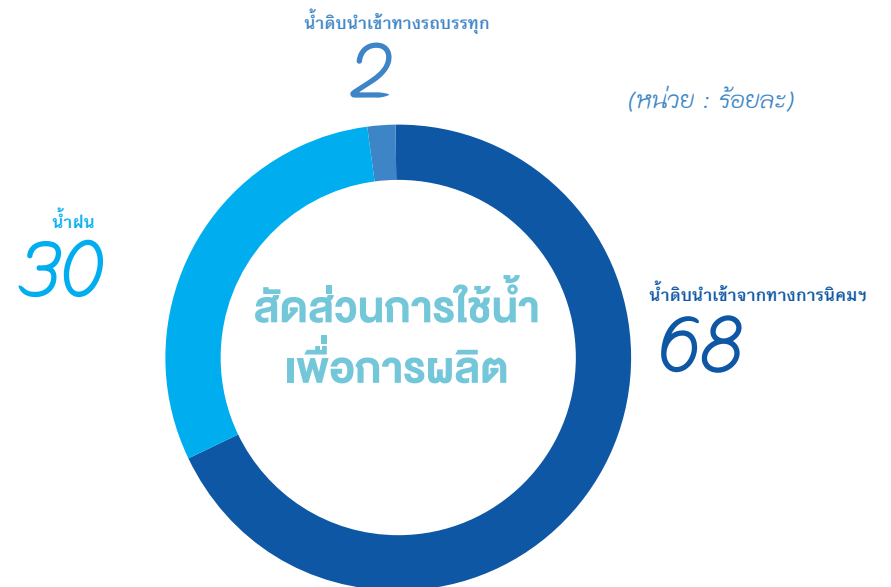 น้ำดิบนำเข้าทางรถบรรทุก
2
(หน่วย : ร้อยละ)
น้ำฝน
30
สัดส่วนการใช้น้ำ
เพื่อการผลิต
น้ำดิบนำเข้าจากทางการนิคมฯ
68